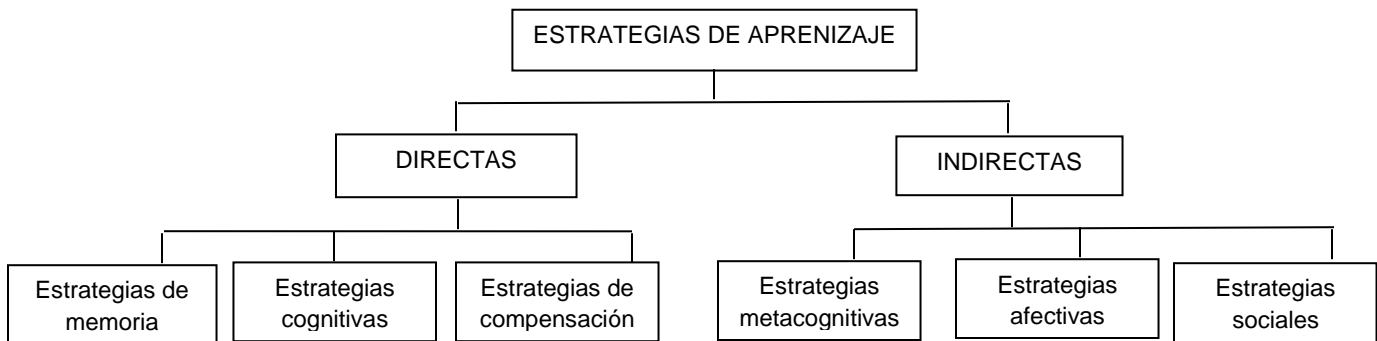 ESTRATEGIAS DE APRENIZAJE
DIRECTAS
INDIRECTAS
Estrategias de
memoria
Estrategias
cognitivas
Estrategias de
compensación
Estrategias
metacognitivas
Estrategias
afectivas
Estrategias
sociales